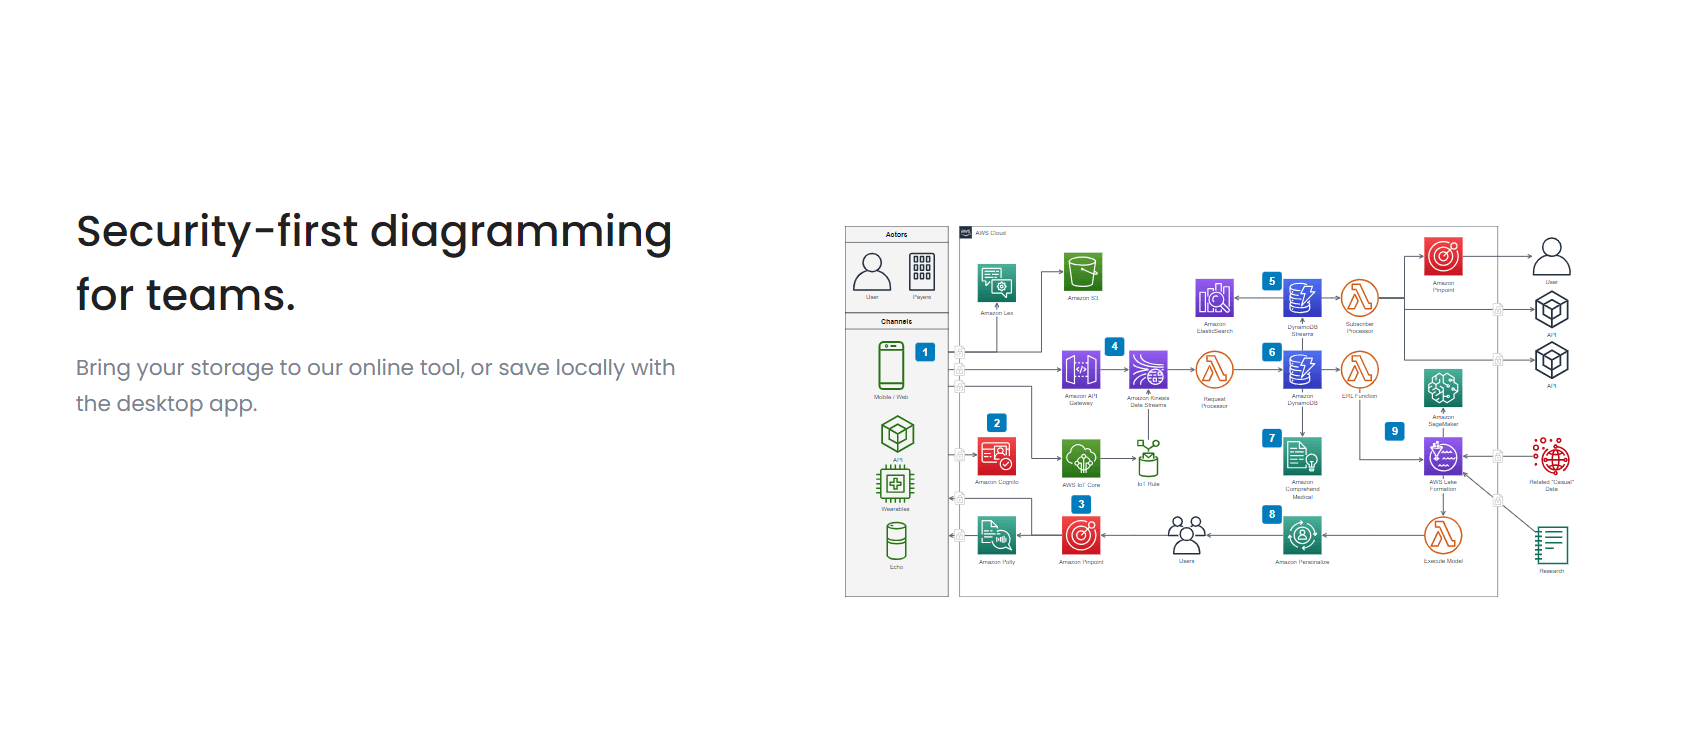 Security-first diagramming
for teams.
Bring your storage to our online tool, or save locally with
the desktop app.
Actors
User
Payers
Channels
1
Mobile / Web
API
Wearables
Echo
AWS Cloud
Amazon Lex
Amazon S3
Amazon
ElasticSearch
5
DynamoDB
Streams
Subscriber
Processor
Amazon
Pinpoint
User
API
API
4
Amazon API
Gateway
Amazon Kinesis
Data Streams
Request
Processor
6
Amazon
DynamoDB
ERL Function
Amazon
SageMaker
2
Amazon Cognito
AWS IoT Core
IoT Rule
7
Amazon
Comprehend
Medical
9
AWS Lake
Formation
Related "Casual"
Data
3
Amazon Polly
Amazon Pinpoint
Users
8
Amazon Personalize
Execute Model
Research